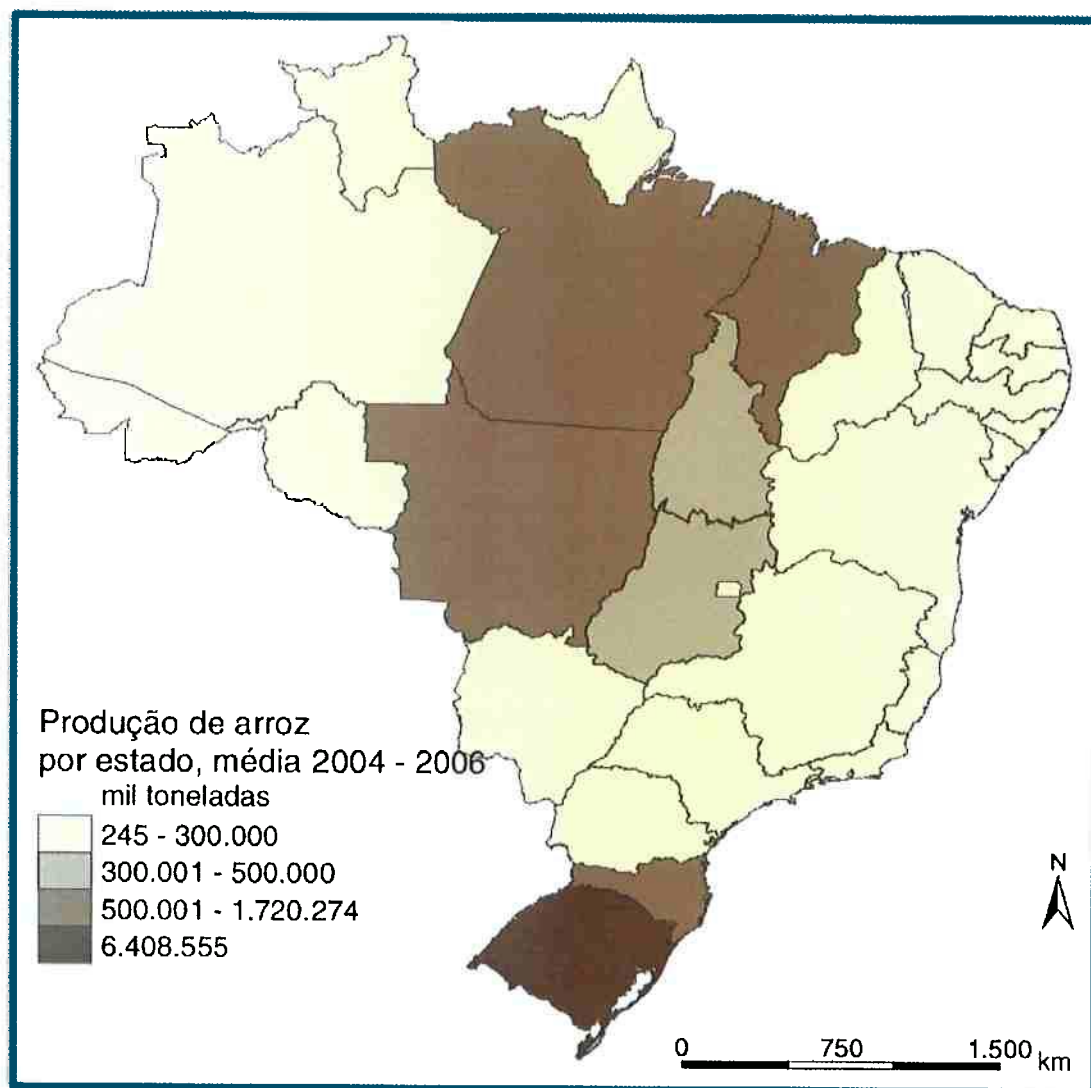 Produção de arroz
por estado, média 2004 - 2006
mil toneladas
245 - 300.000
300.001 - 500.000
500.001 - 1.720.274
6.408.555
N
0 750 1.500 km